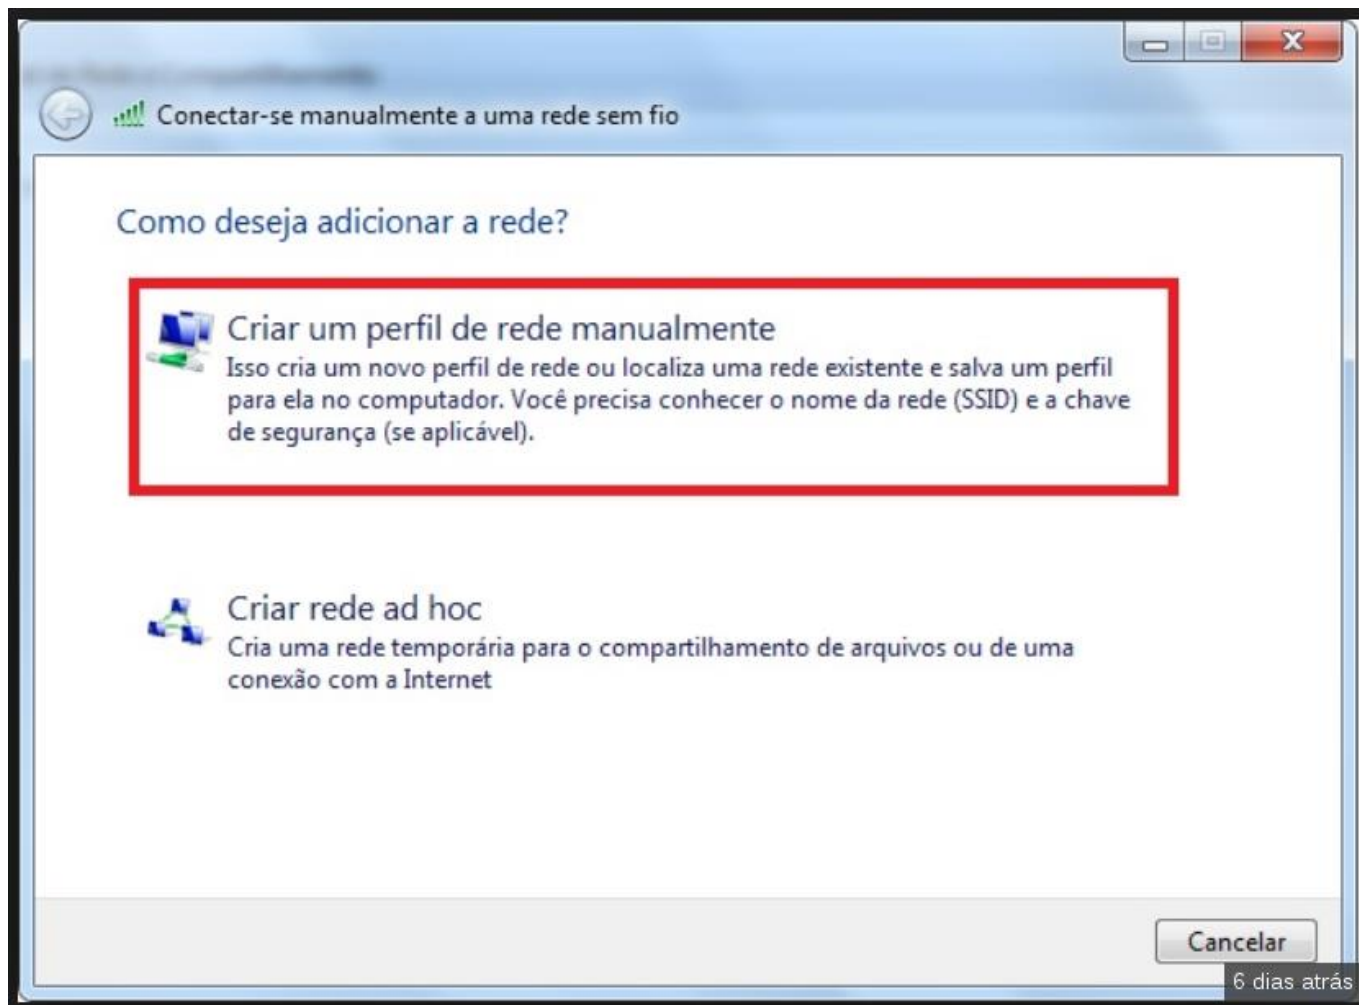 Conectar-se manualmente a uma rede sem fio
Como deseja adicionar a rede?
Criar um perfil de rede manualmente
Isso cria um novo perfil de rede ou localiza uma rede existente e salva um perfil
para ela no computador. Você precisa conhecer o nome da rede (SSID) e a chave
de segurança (se aplicável).
Criar rede ad hoc
Cria uma rede temporária para o compartilhamento de arquivos ou de uma
conexão com a Internet
Cancelar
6 dias atrás